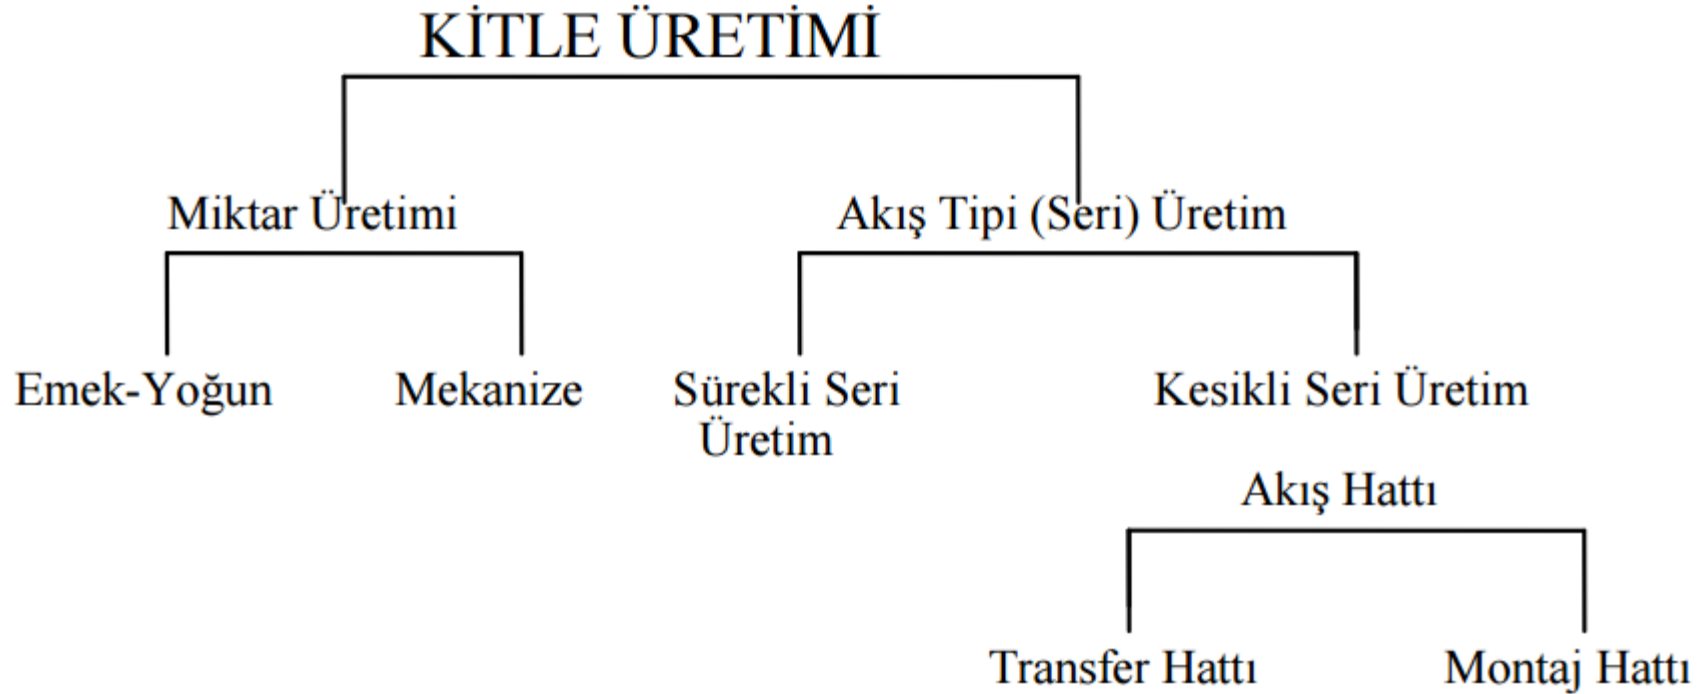 KİTLE ÜRETİMİ
Miktar Üretimi
Akış Tipi (Seri) Üretim
Emek-Yoğun
Mekanize
Sürekli Seri
Üretim
Kesikli Seri Üretim
Akış Hattı
Transfer Hattı
Montaj Hattı